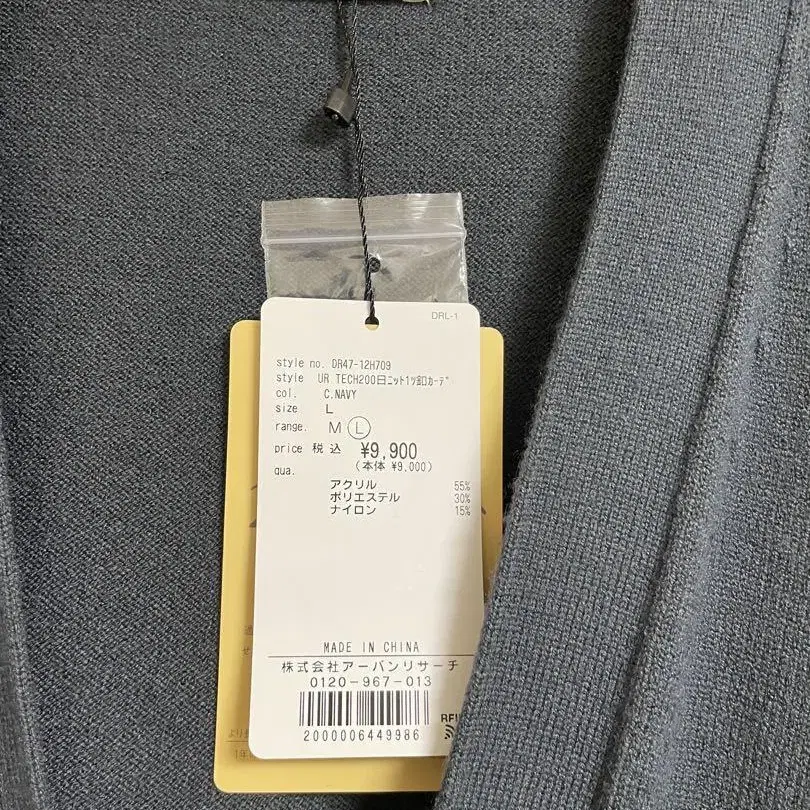 DRL-1
style no. DR47-12H709
style UR TECH200日ニット1ツ釦カーデ
col. C.NAVY
size L
range. M L
price 税込 ¥9,900
(本体 ¥9,000)
qua.
アクリル 55%
ポリエステル 30%
ナイロン 15%
MADE IN CHINA
株式会社アーバンリサーチ
0120-967-013
2000006449986